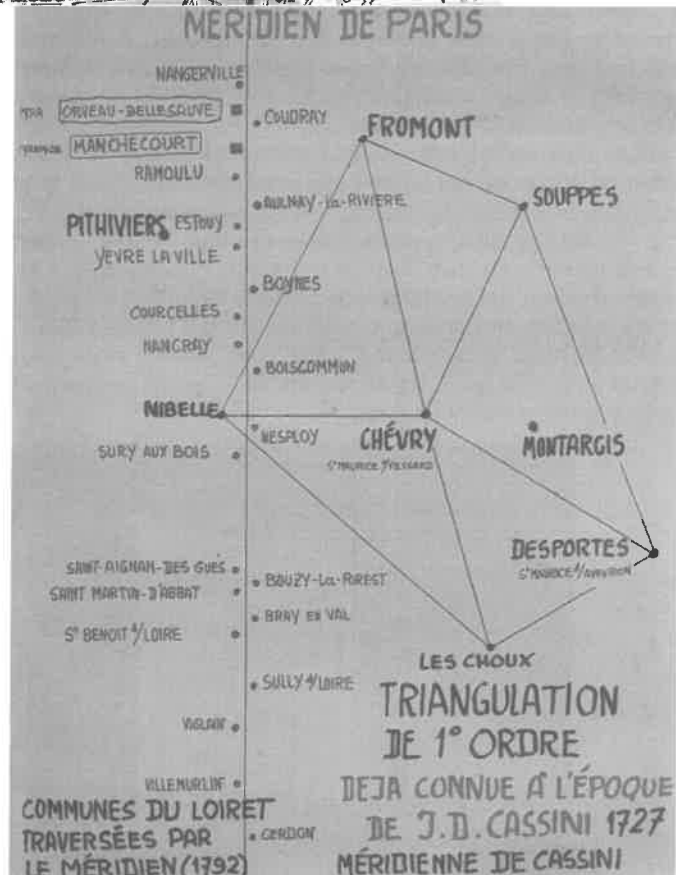 MÉRIDIEN DE PARIS
NANGERVILLE
ORVEAU-BELLESAUVE
COUDRAY
FROMONT
MANCHECOURT
RAMOULU
SOUPPES
AULNAY-la-RIVIERE
PITHIVIERS
ESTOUY
YEVRE LA VILLE
BOYNES
COURCELLES
NANCRAY
BOISCOMMUN
NIBELLE
NESPLOY
CHÉVRY
MONTARGIS
SURY AUX BOIS
DESPORTES
SAINT-AIGNAN-DES GUÉS
BOUZY-La-FOREST
SAINT MARTIN-D'ABBAT
BRAY EN VAL
St BENOIT s/LOIRE
LES CHOUX
SULLY s/LOIRE
TRIANGULATION
DE 1° ORDRE
VIGLAIN
VILLEMURLIN
DEJA CONNUE A L'ÉPOQUE
DE J.D. CASSINI 1727
MÉRIDIENNE DE CASSINI
COMMUNES DU LOIRET
TRAVERSÉES PAR
LE MÉRIDIEN (1792)
CERDON